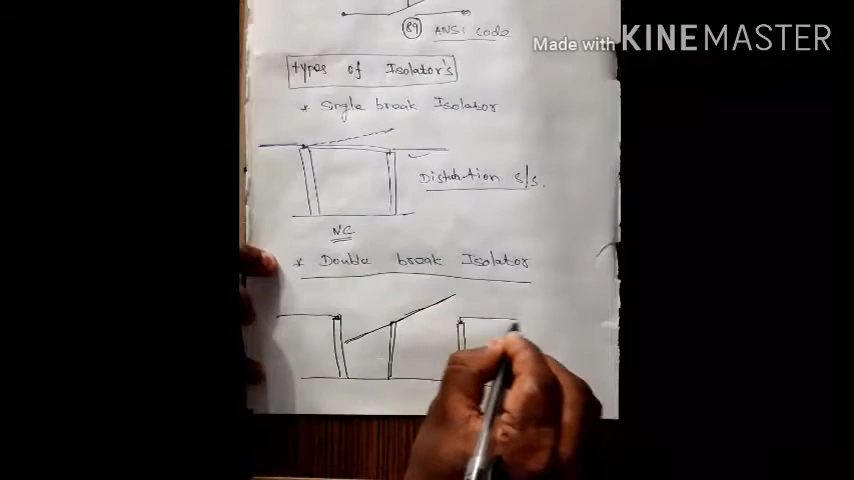 89 ANSI code
Made with KINEMASTER
types of Isolator's
* Single break Isolator
Distribution s/s.
NC
* Double break Isolator